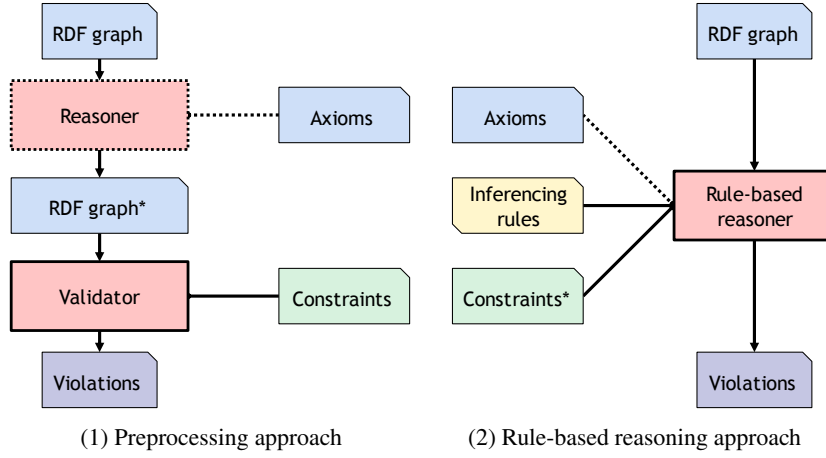 RDF graph
Reasoner
Axioms
RDF graph*
Validator
Constraints
Violations
(1) Preprocessing approach
RDF graph
Axioms
Inferencing
rules
Rule-based
reasoner
Constraints*
Violations
(2) Rule-based reasoning approach